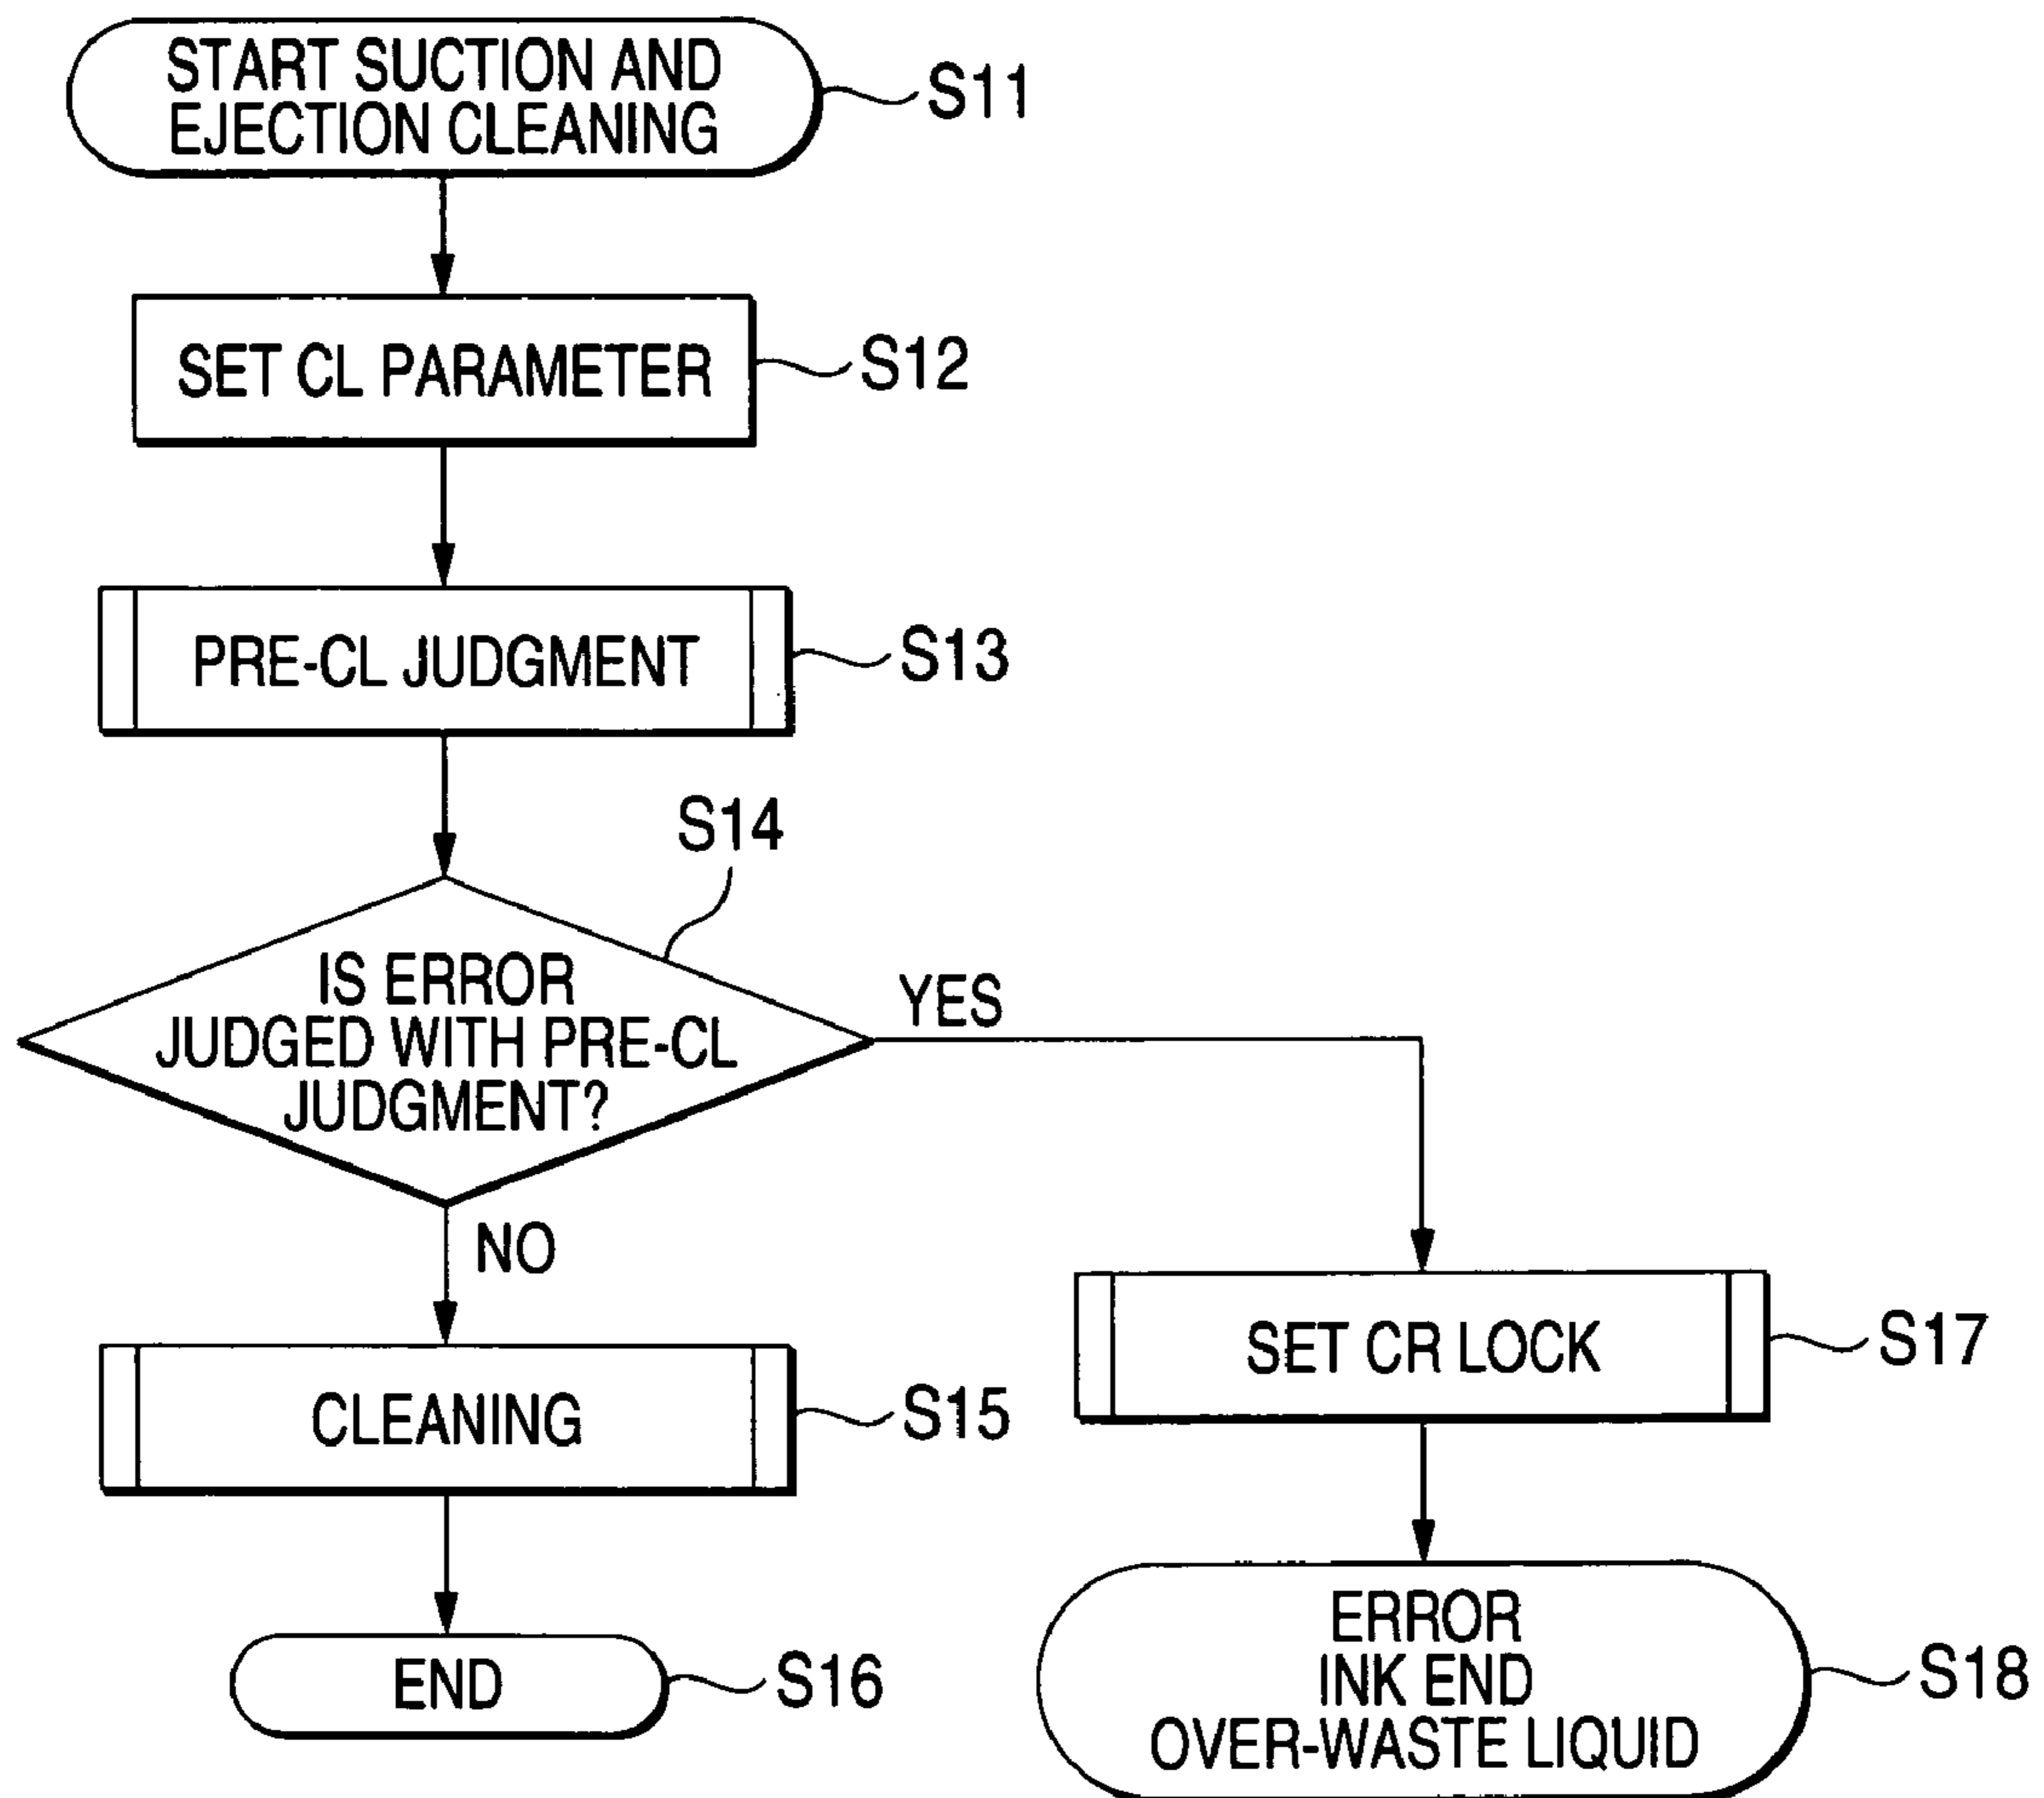 START SUCTION AND
EJECTION CLEANING
S11
SET CL PARAMETER
S12
PRE-CL JUDGMENT
S13
S14
IS ERROR
JUDGED WITH PRE-CL
JUDGMENT?
YES
NO
CLEANING
S15
SET CR LOCK
S17
END
S16
ERROR
INK END
OVER-WASTE LIQUID
S18